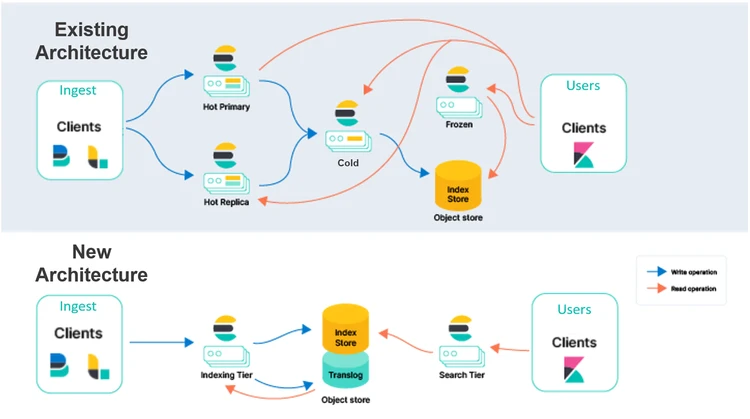 Existing
Architecture
Ingest
Clients
Hot Primary
Hot Replica
Cold
Frozen
Index
Store
Object store
Users
Clients
New
Architecture
Write operation
Read operation
Ingest
Clients
Indexing Tier
Index
Store
Translog
Object store
Search Tier
Users
Clients